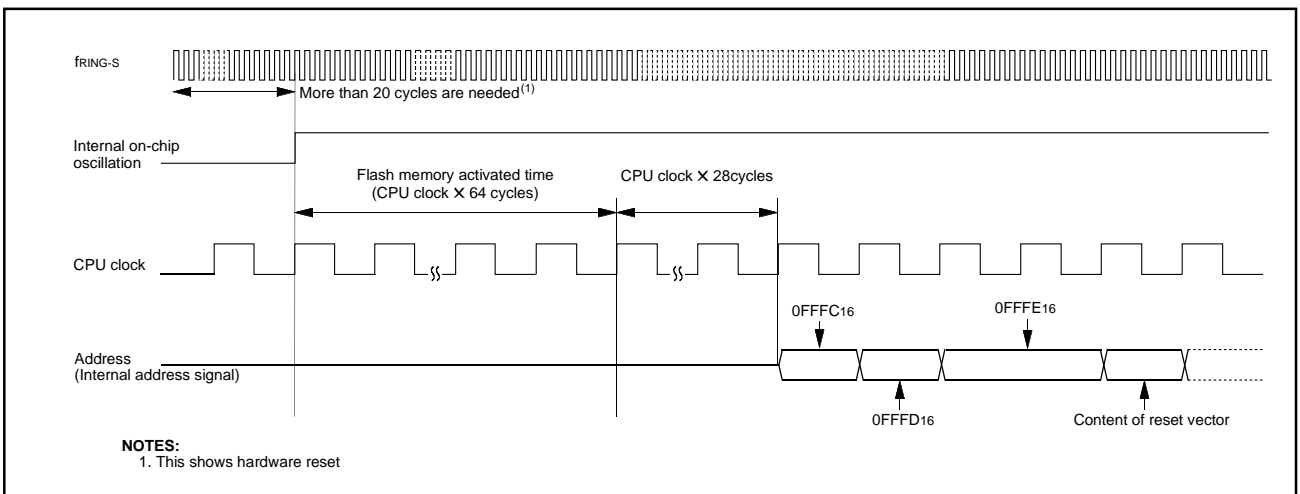 fRING-S
More than 20 cycles are needed(1)
Internal on-chip
oscillation
Flash memory activated time
(CPU clock × 64 cycles)
CPU clock × 28cycles
CPU clock
0FFFC16
0FFFE16
Address
(Internal address signal)
0FFFD16
Content of reset vector
NOTES:
1. This shows hardware reset